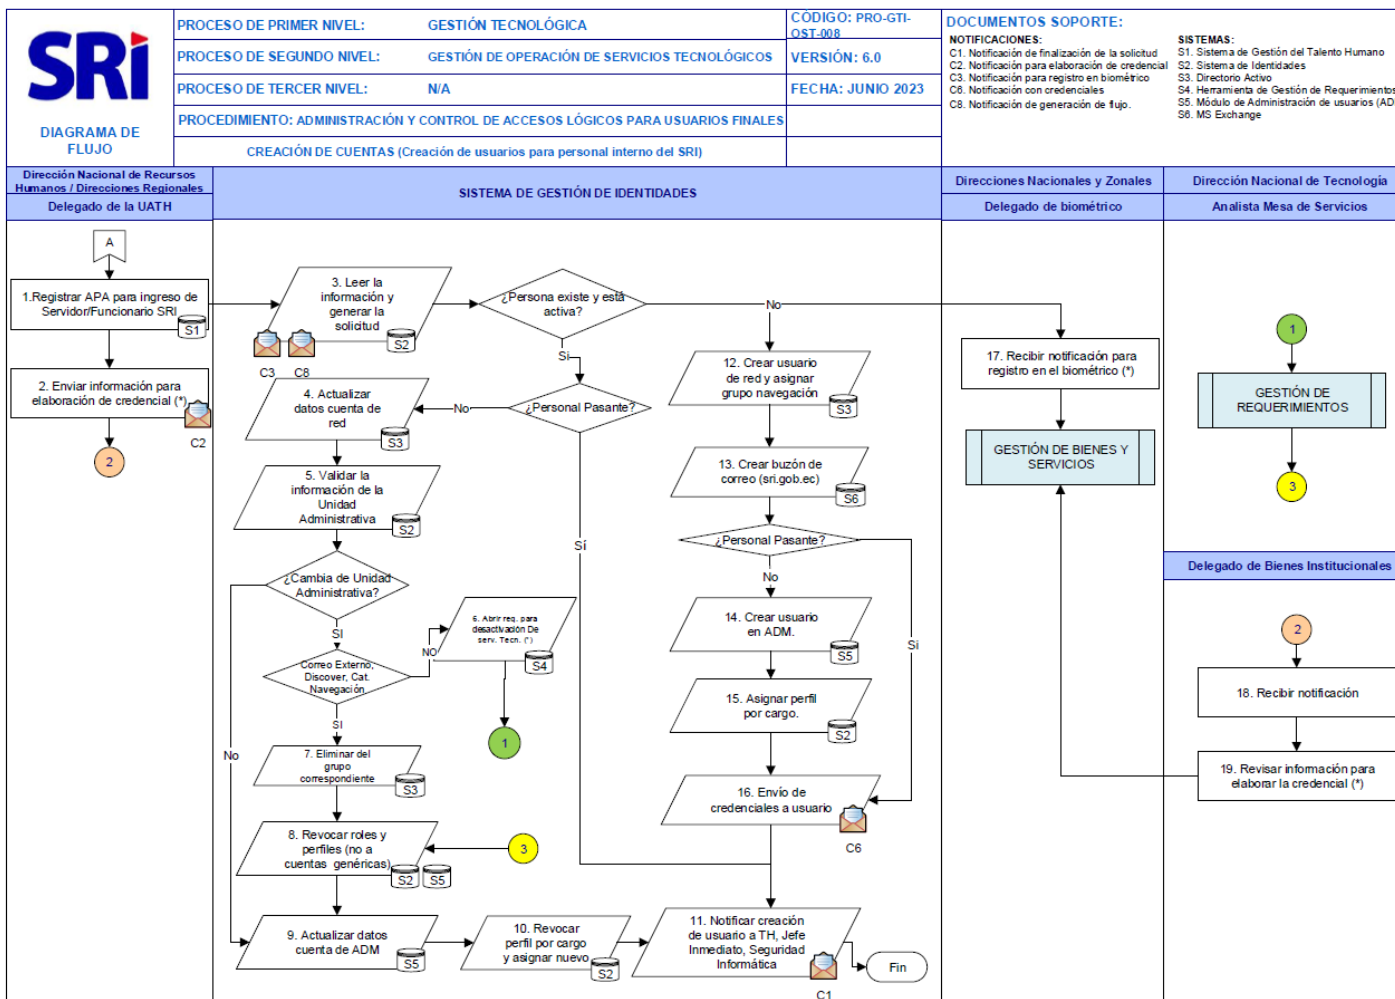 SRi
DIAGRAMA DE
FLUJO
PROCESO DE PRIMER NIVEL: GESTIÓN TECNOLÓGICA
CÓDIGO: PRO-GTI-
OST-008
PROCESO DE SEGUNDO NIVEL: GESTIÓN DE OPERACIÓN DE SERVICIOS TECNOLÓGICOS
VERSIÓN: 6.0
PROCESO DE TERCER NIVEL: N/A
FECHA: JUNIO 2023
PROCEDIMIENTO: ADMINISTRACIÓN Y CONTROL DE ACCESOS LÓGICOS PARA USUARIOS FINALES
CREACIÓN DE CUENTAS (Creación de usuarios para personal interno del SRI)
DOCUMENTOS SOPORTE:
NOTIFICACIONES:
C1. Notificación de finalización de la solicitud
C2. Notificación para elaboración de credencial
C3. Notificación para registro en biométrico
C6. Notificación con credenciales
C8. Notificación de generación de flujo.
SISTEMAS:
S1. Sistema de Gestión del Talento Humano
S2. Sistema de Identidades
S3. Directorio Activo
S4. Herramienta de Gestión de Requerimientos
S5. Módulo de Administración de usuarios (AD
S6. MS Exchange
Dirección Nacional de Recursos
Humanos / Direcciones Regionales
Delegado de la UATH
SISTEMA DE GESTIÓN DE IDENTIDADES
Direcciones Nacionales y Zonales
Delegado de biométrico
Dirección Nacional de Tecnología
Analista Mesa de Servicios
A
1.Registrar APA para ingreso de
Servidor/Funcionario SRI
S1
2. Enviar información para
elaboración de credencial (*)
C2
2
3. Leer la
información y
generar la
solicitud
S2
C3
C8
¿Persona existe y está
activa?
No
Si
4. Actualizar
datos cuenta de
red
S3
No
¿Personal Pasante?
Sí
5. Validar la
información de la
Unidad
Administrativa
S2
¿Cambia de Unidad
Administrativa?
No
SI
Correo Externo,
Discover, Cat.
Navegación
NO
SI
6. Abrir req. para
desactivación De
serv. Tecn. (*)
S4
1
7. Eliminar del
grupo
correspondiente
S3
8. Revocar roles y
perfiles (no a
cuentas genéricas)
S2
S5
3
9. Actualizar datos
cuenta de ADM
S5
10. Revocar
perfil por cargo
y asignar nuevo
S2
11. Notificar creación
de usuario a TH, Jefe
Inmediato, Seguridad
Informática
C1
Fin
12. Crear usuario
de red y asignar
grupo navegación
S3
13. Crear buzón de
correo (sri.gob.ec)
S6
¿Personal Pasante?
No
Si
14. Crear usuario
en ADM.
S5
15. Asignar perfil
por cargo.
S2
16. Envío de
credenciales a usuario
C6
17. Recibir notificación para
registro en el biométrico (*)
GESTIÓN DE BIENES Y
SERVICIOS
1
GESTIÓN DE
REQUERIMIENTOS
3
Delegado de Bienes Institucionales
2
18. Recibir notificación
19. Revisar información para
elaborar la credencial (*)